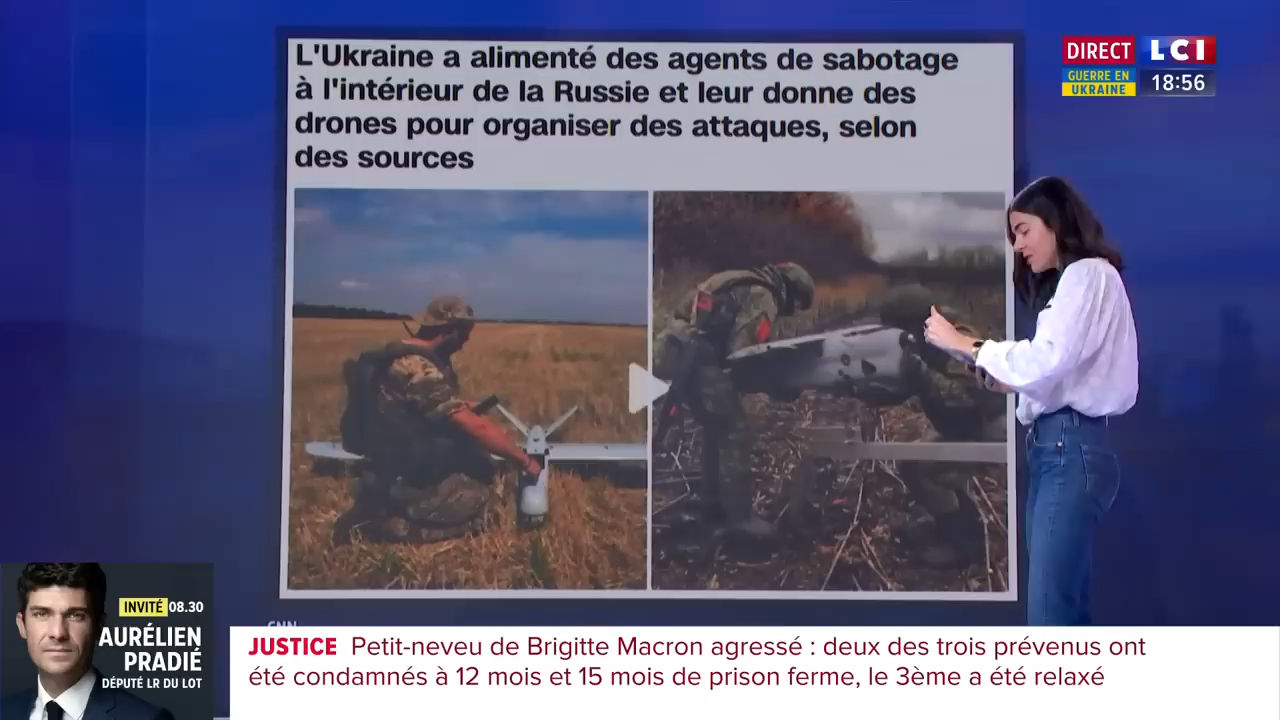 L'Ukraine a alimenté des agents de sabotage
à l'intérieur de la Russie et leur donne des
drones pour organiser des attaques, selon
des sources
DIRECT LCI
GUERRE EN
UKRAINE
18:56
CNN
INVITÉ 08.30
AURÉLIEN
PRADIÉ
DÉPUTÉ LR DU LOT
JUSTICE Petit-neveu de Brigitte Macron agressé : deux des trois prévenus ont
été condamnés à 12 mois et 15 mois de prison ferme, le 3ème a été relaxé